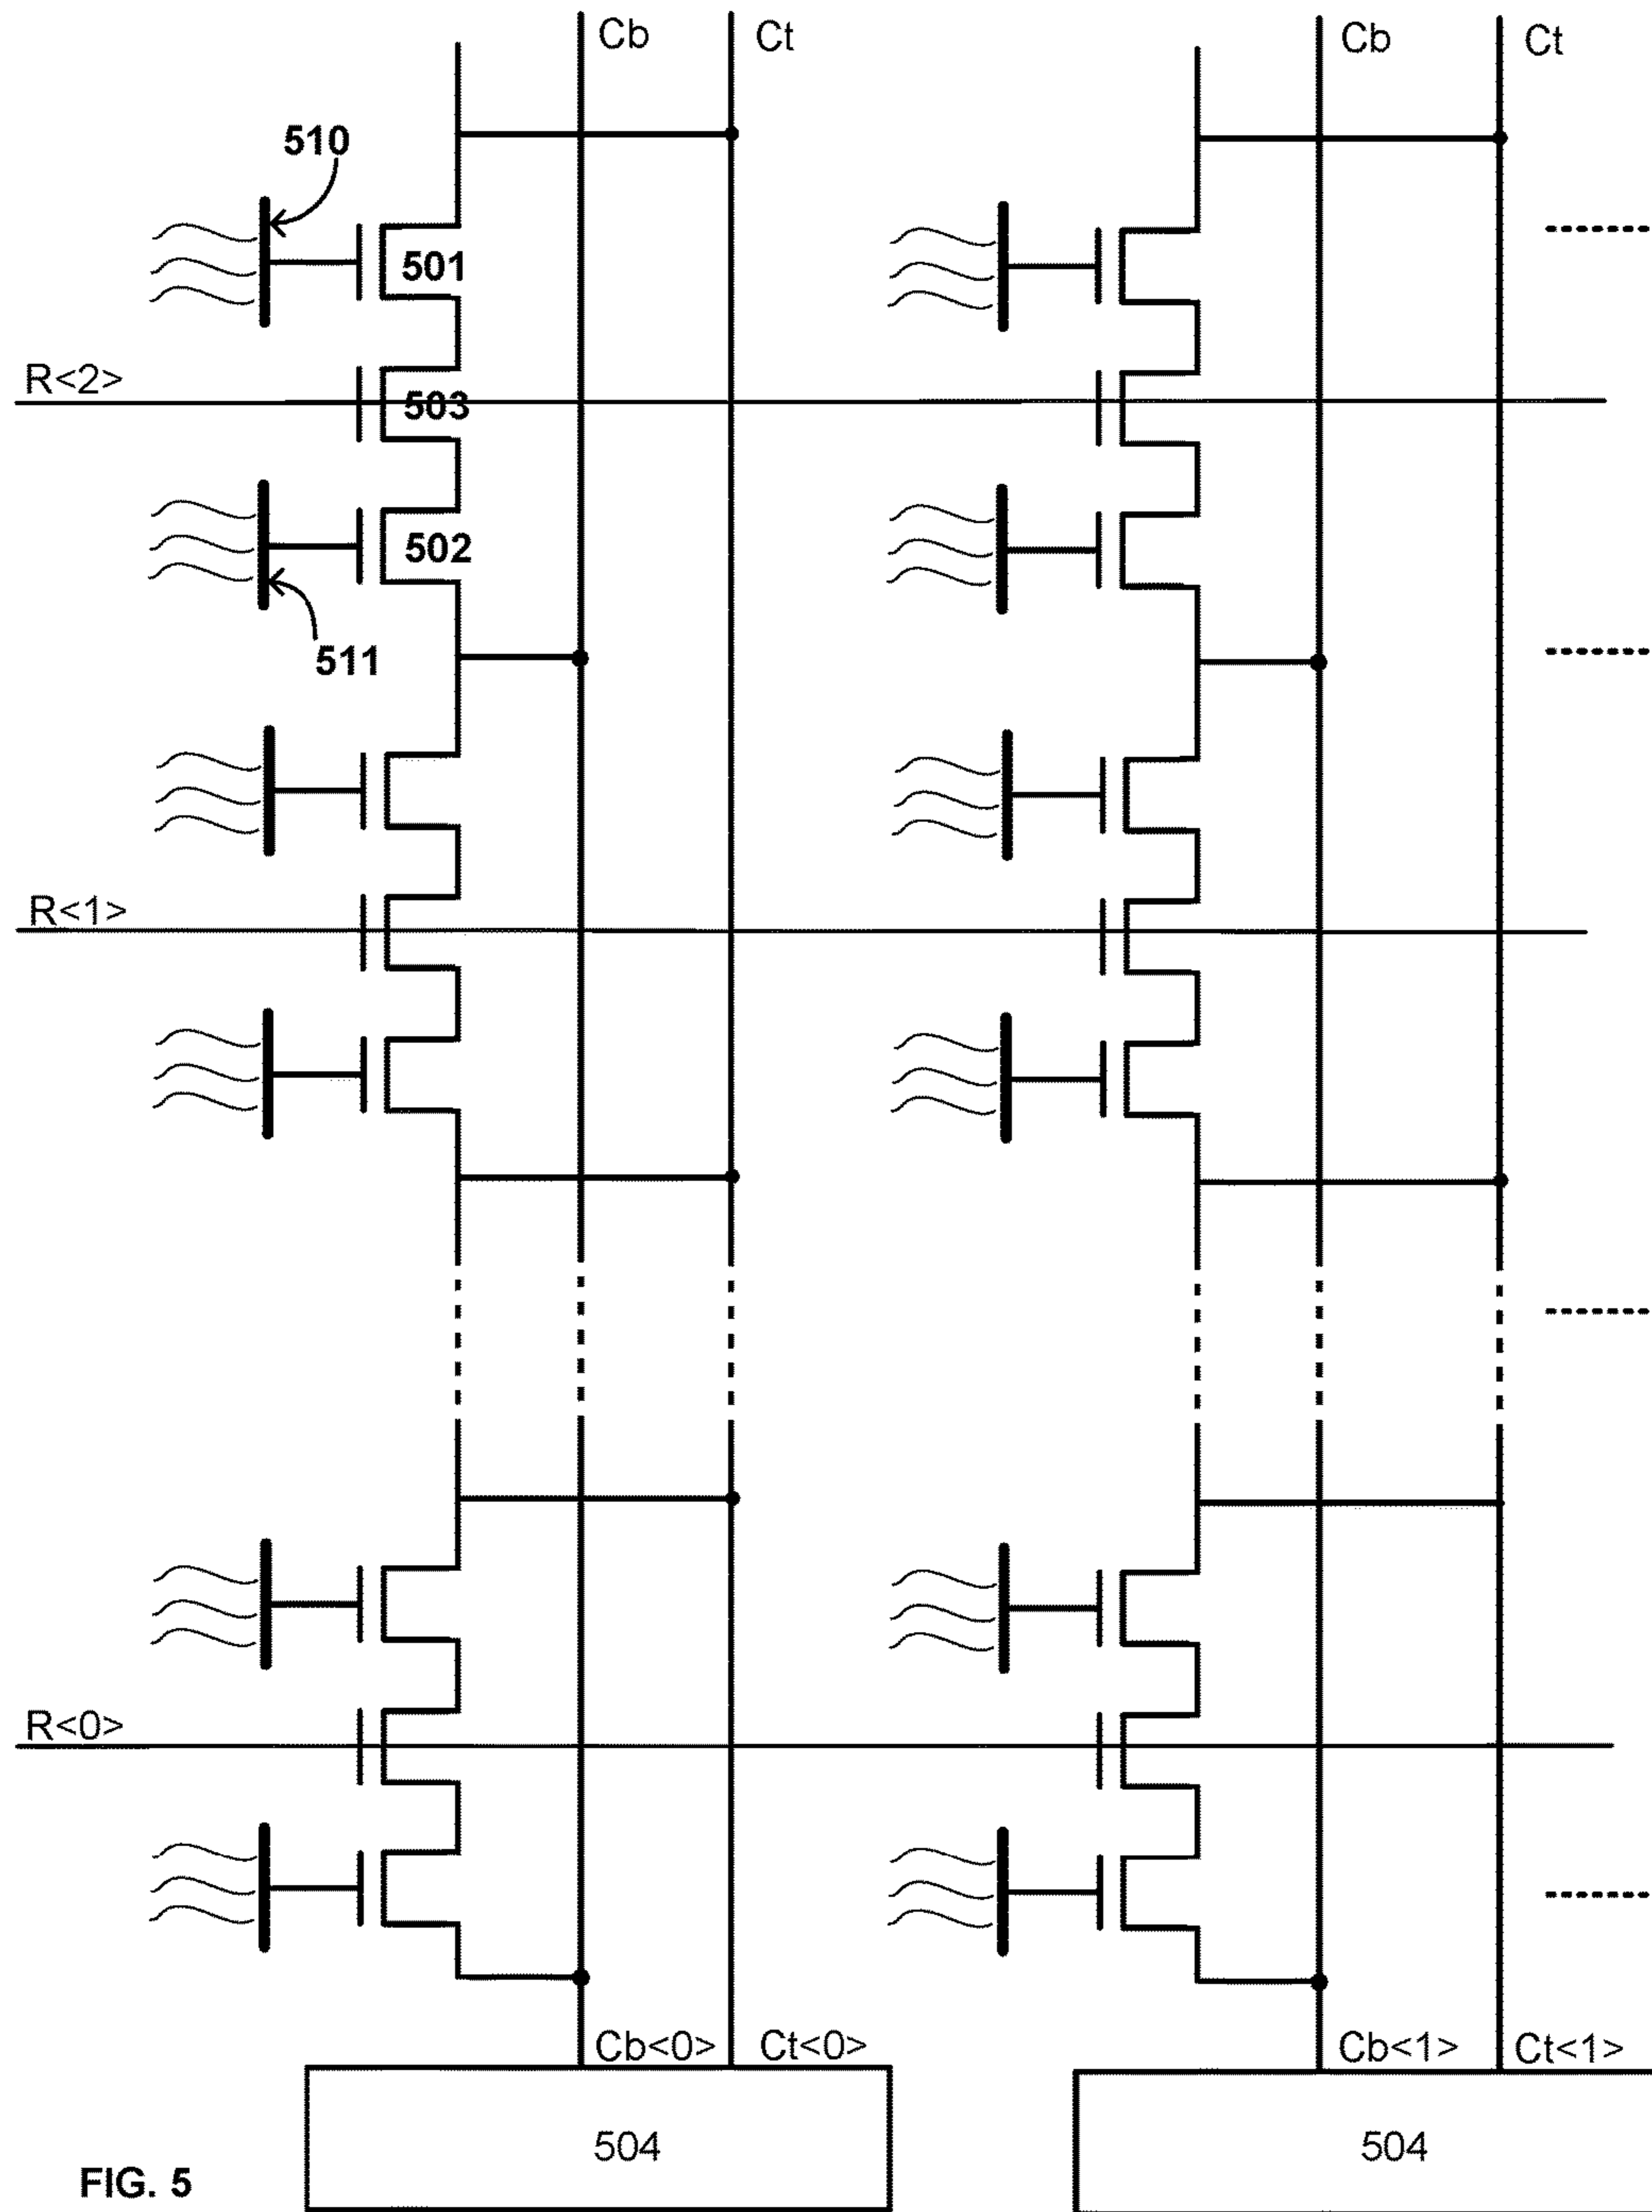 Cb Ct Cb Ct
510
501
R<2>
503
502
511
R<1>
R<0>
Cb<0> Ct<0> Cb<1> Ct<1>
504 504
FIG. 5